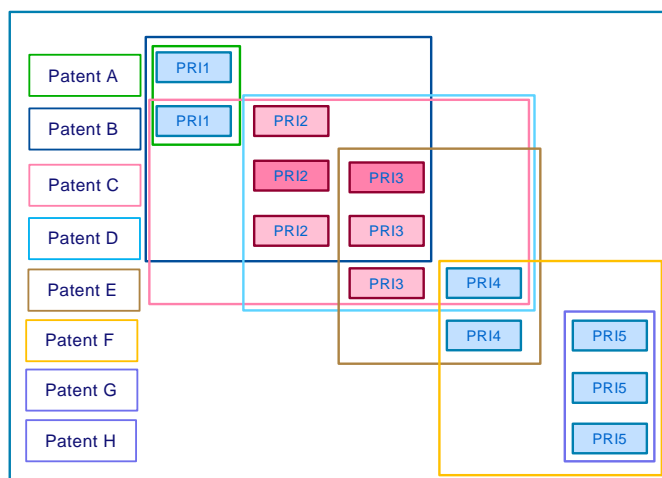 Patent A PRI1
Patent B PRI1 PRI2
Patent C PRI2 PRI3
Patent D PRI2 PRI3
Patent E PRI3 PRI4
Patent F PRI4 PRI5
Patent G PRI5
Patent H PRI5